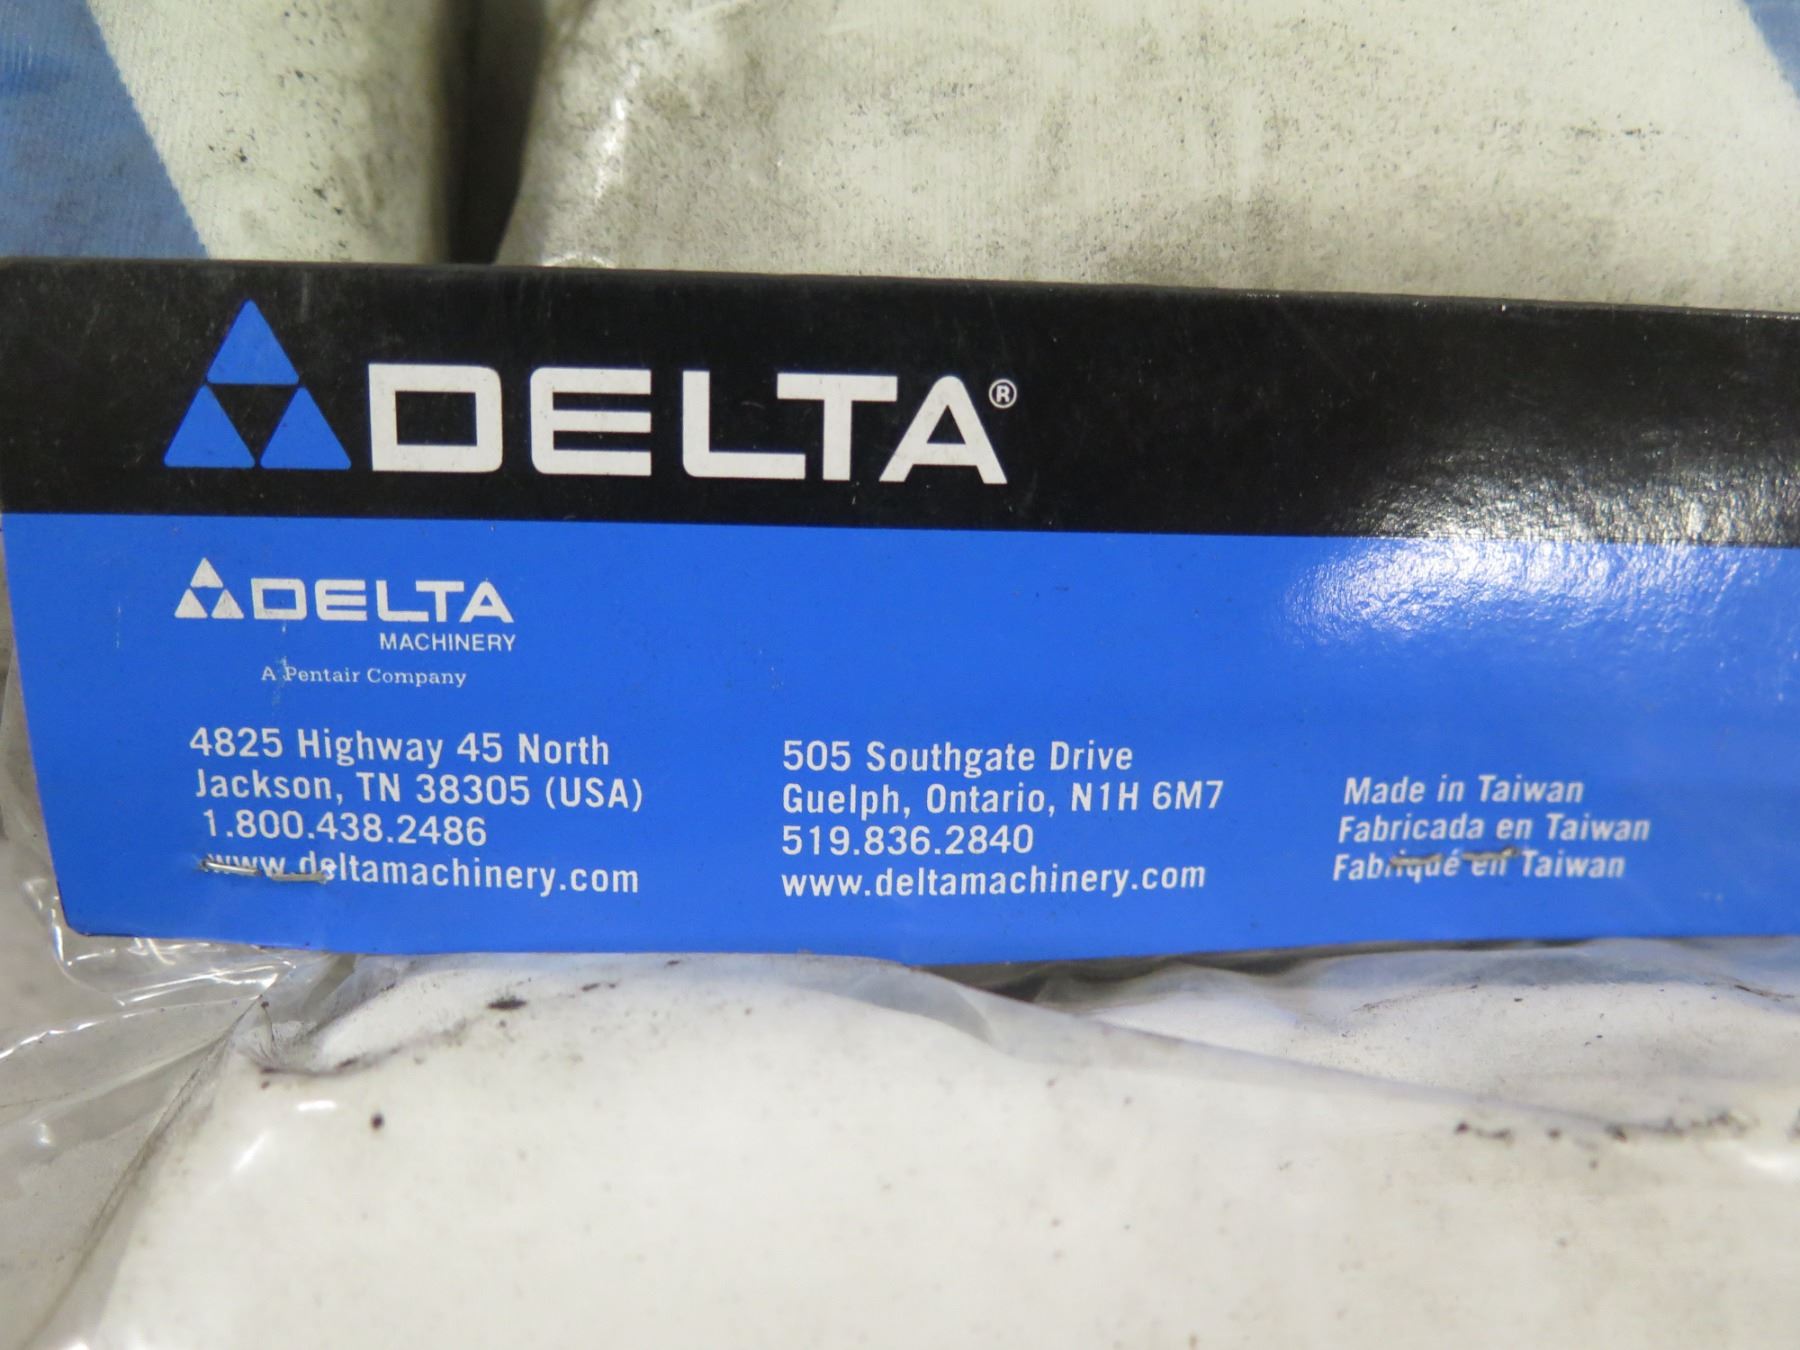 DELTA®
DELTA
MACHINERY
A Pentair Company
4825 Highway 45 North
Jackson, TN 38305 (USA)
1.800.438.2486
www.deltamachinery.com
505 Southgate Drive
Guelph, Ontario, N1H 6M7
519.836.2840
www.deltamachinery.com
Made in Taiwan
Fabricada en Taiwan
Fabriqué en Taiwan